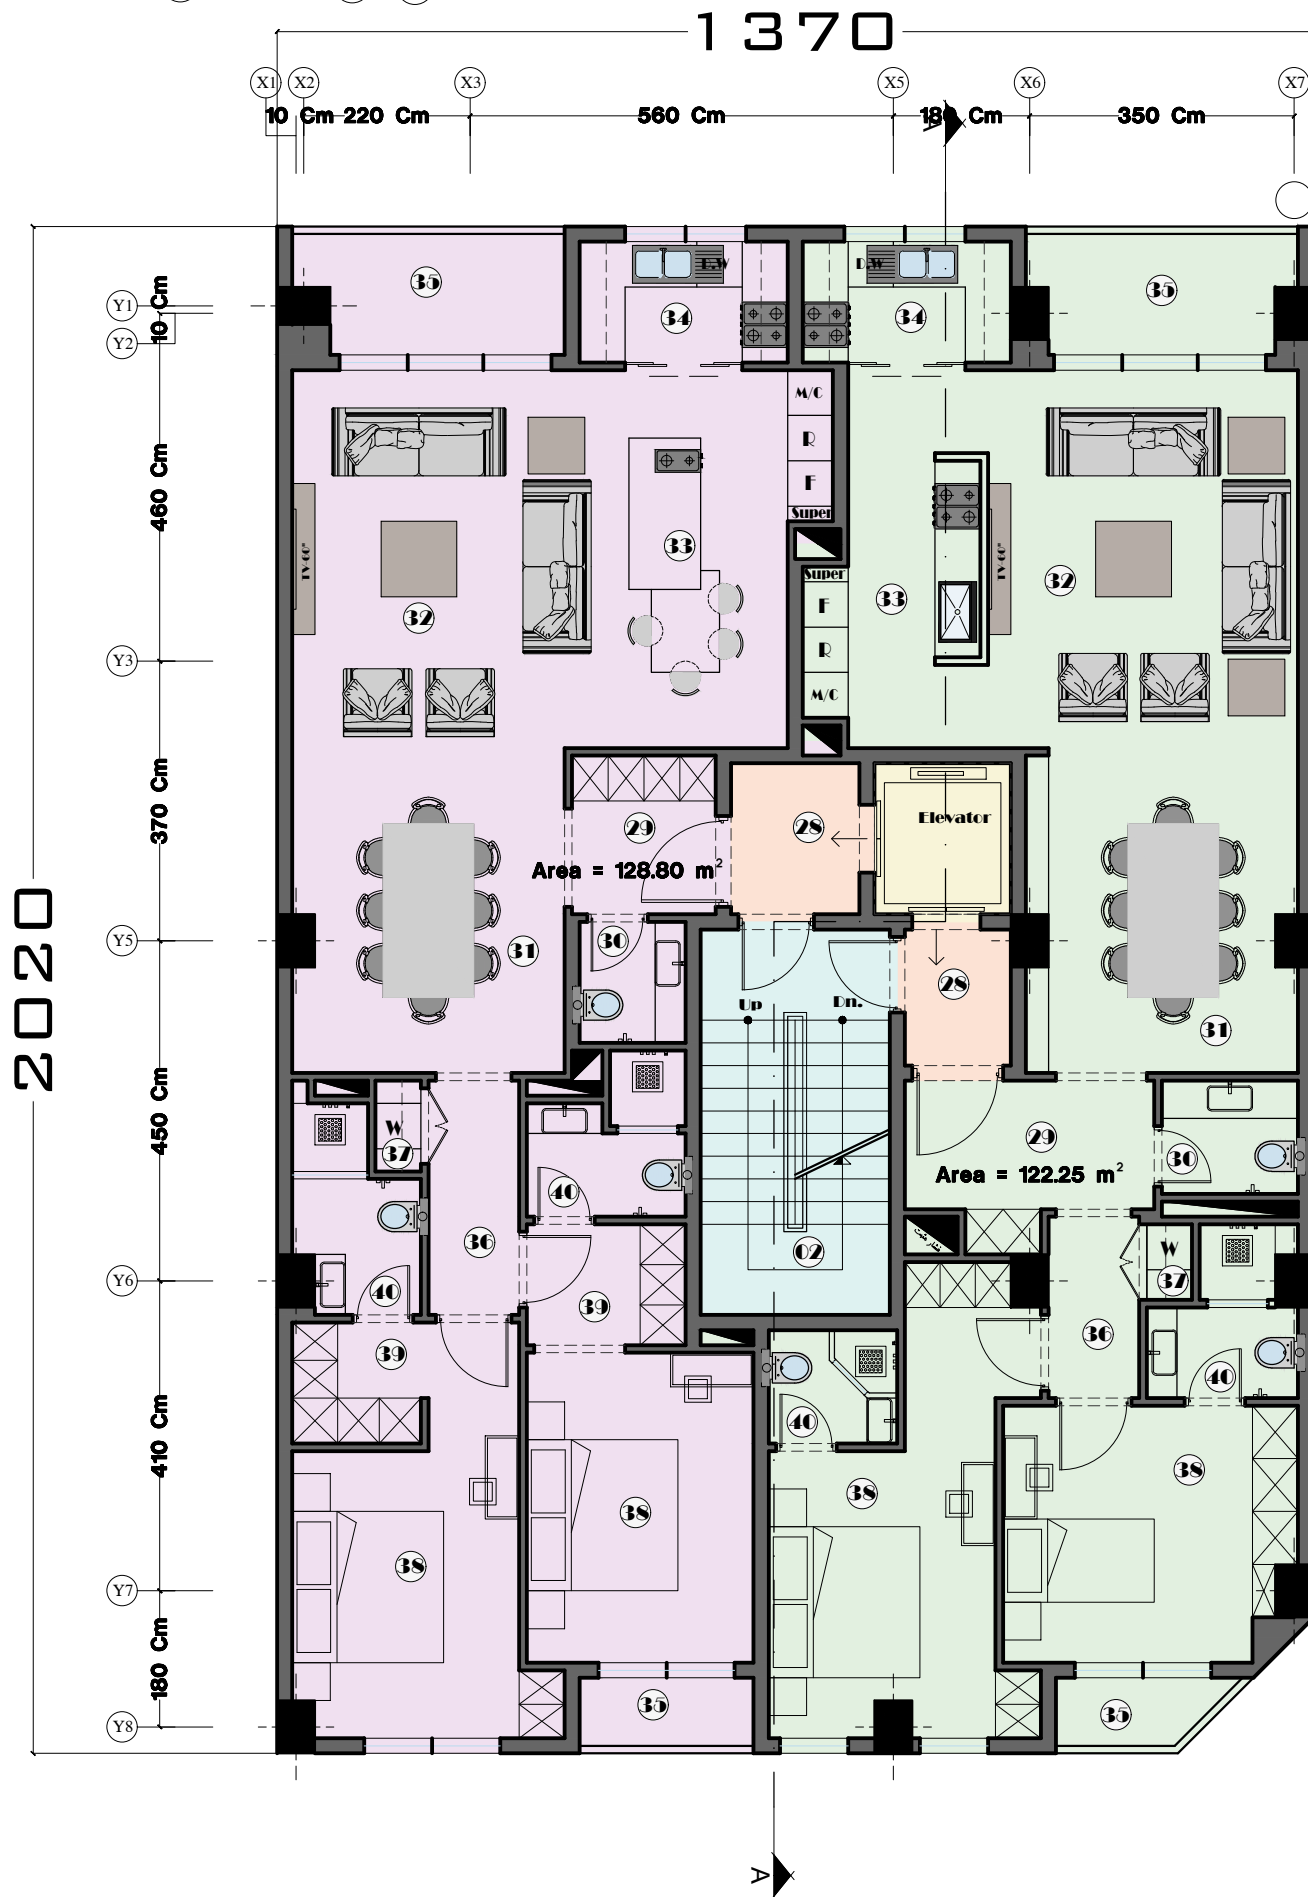 1370
X1 X2 X3 X5 X6 X7
10 Cm 220 Cm 560 Cm 180 Cm 350 Cm
A
2020
Y1
Y2
10 Cm
460 Cm
Y3
370 Cm
Y5
450 Cm
Y6
410 Cm
Y7
180 Cm
Y8
35 34 D.W D.W 34 35
M/C
R
F
Super
TV-60"
33
32
Super
F
R
M/C
33
TV-60"
32
29
28
Elevator
Area = 128.80 m²
31
30
28
Up
Dn.
31
W
37
40
36
40
39
39
02
29
30
Area = 122.25 m²
W
37
36
40
40
38
38
38
38
35
35
A